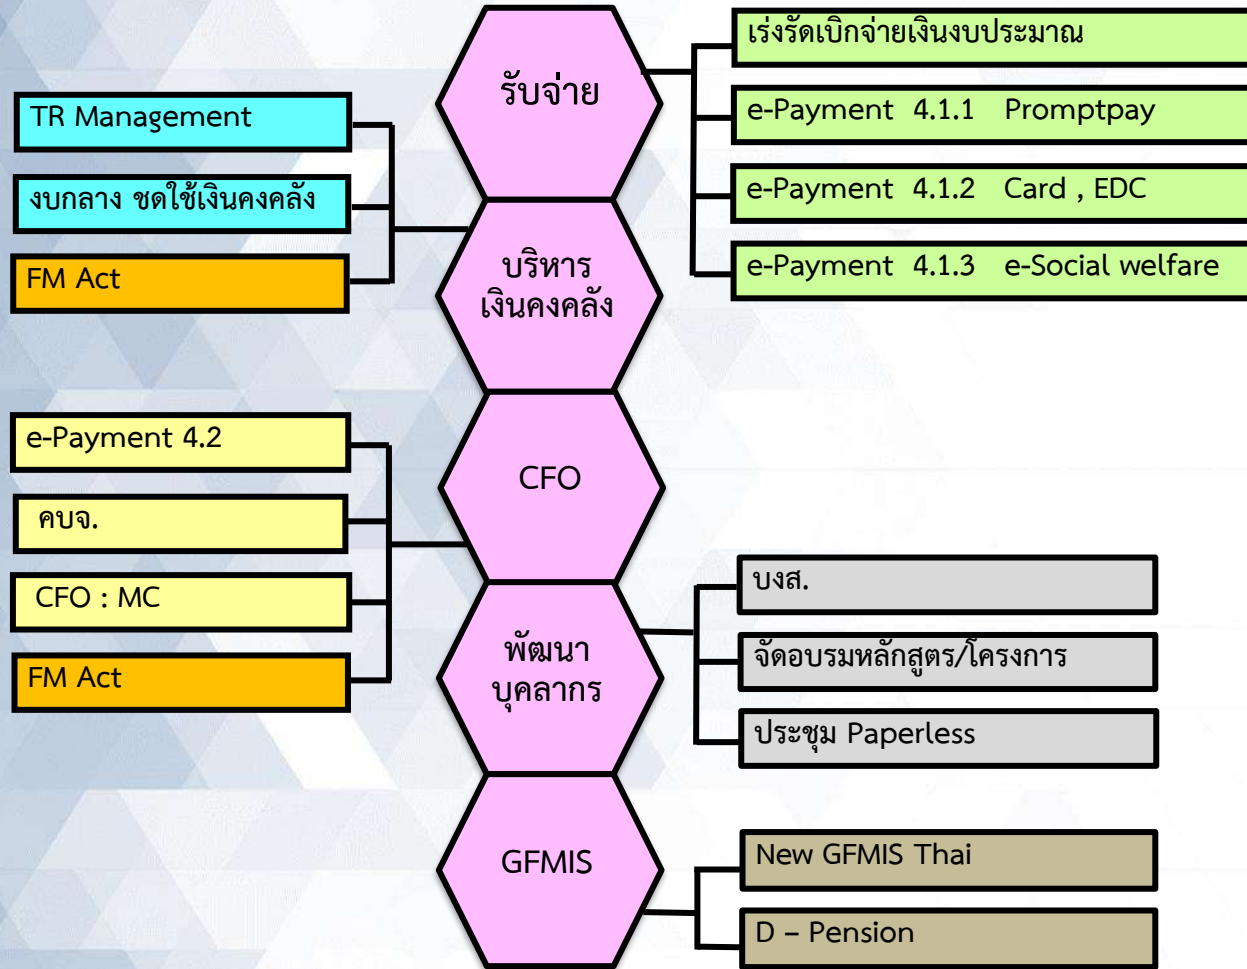 รับจ่าย
เร่งรัดเบิกจ่ายเงินงบประมาณ
e-Payment 4.1.1 Promptpay
e-Payment 4.1.2 Card , EDC
e-Payment 4.1.3 e-Social welfare
TR Management
งบกลาง ชดใช้เงินคงคลัง
FM Act
บริหาร
เงินคงคลัง
e-Payment 4.2
คบจ.
CFO : MC
FM Act
CFO
พัฒนา
บุคลากร
บงส.
จัดอบรมหลักสูตร/โครงการ
ประชุม Paperless
GFMIS
New GFMIS Thai
D – Pension